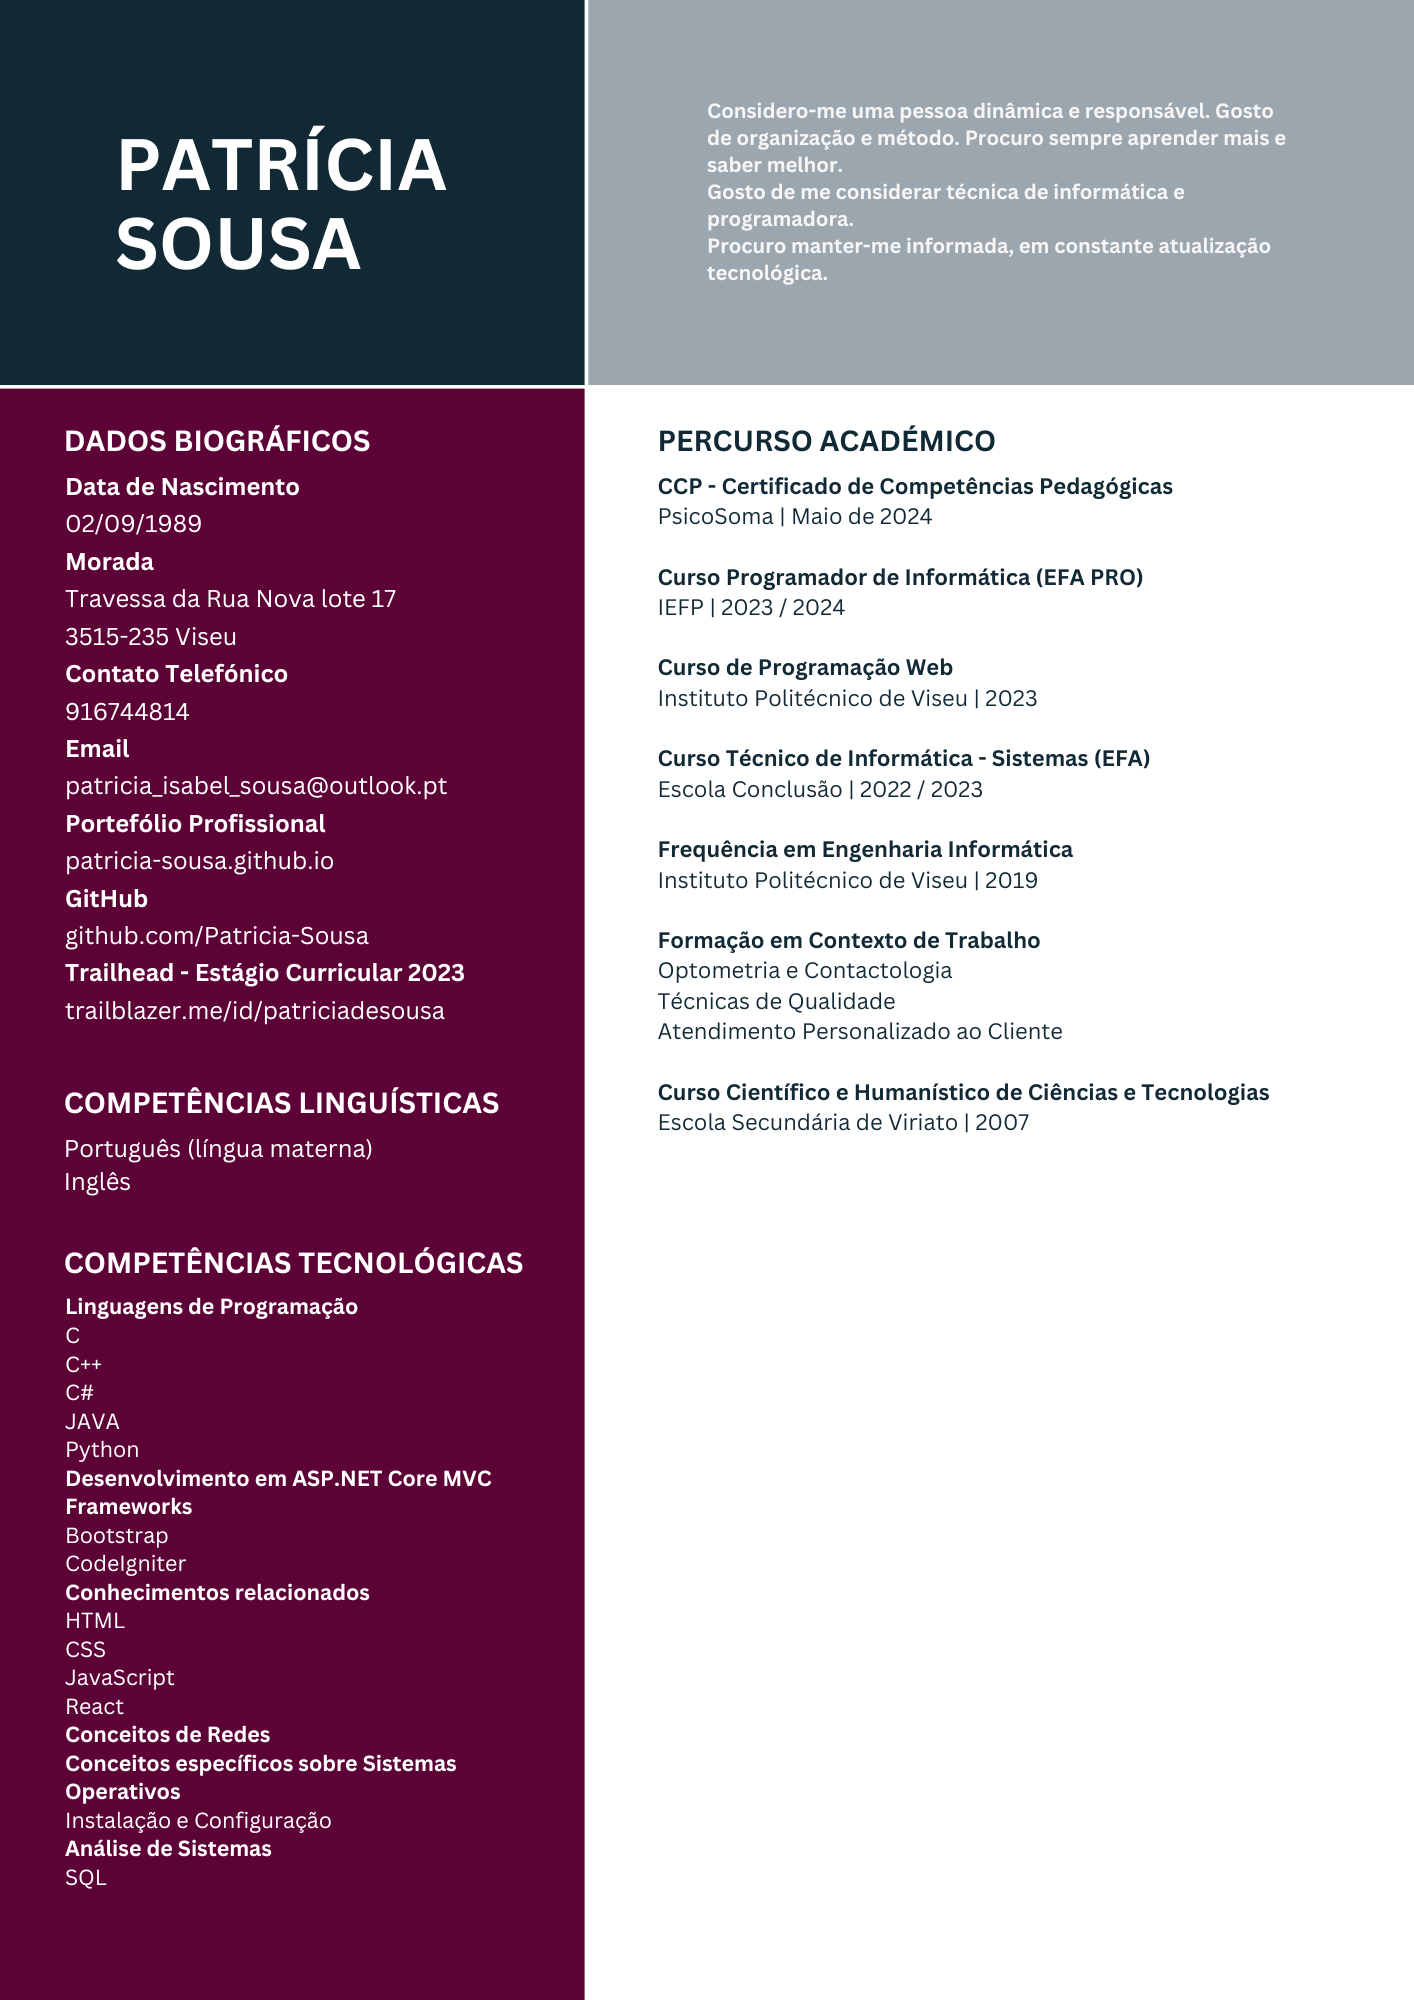 PATRÍCIA
SOUSA
Considero-me uma pessoa dinâmica e responsável. Gosto
de organização e método. Procuro sempre aprender mais e
saber melhor.
Gosto de me considerar técnica de informática e
programadora.
Procuro manter-me informada, em constante atualização
tecnológica.
DADOS BIOGRÁFICOS
Data de Nascimento
02/09/1989
Morada
Travessa da Rua Nova lote 17
3515-235 Viseu
Contato Telefónico
916744814
Email
patricia_isabel_sousa@outlook.pt
Portefólio Profissional
patricia-sousa.github.io
GitHub
github.com/Patricia-Sousa
Trailhead - Estágio Curricular 2023
trailblazer.me/id/patriciadesousa
COMPETÊNCIAS LINGUÍSTICAS
Português (língua materna)
Inglês
COMPETÊNCIAS TECNOLÓGICAS
Linguagens de Programação
C
C++
C#
JAVA
Python
Desenvolvimento em ASP.NET Core MVC
Frameworks
Bootstrap
CodeIgniter
Conhecimentos relacionados
HTML
CSS
JavaScript
React
Conceitos de Redes
Conceitos específicos sobre Sistemas
Operativos
Instalação e Configuração
Análise de Sistemas
SQL
PERCURSO ACADÉMICO
CCP - Certificado de Competências Pedagógicas
PsicoSoma | Maio de 2024
Curso Programador de Informática (EFA PRO)
IEFP | 2023 / 2024
Curso de Programação Web
Instituto Politécnico de Viseu | 2023
Curso Técnico de Informática - Sistemas (EFA)
Escola Conclusão | 2022 / 2023
Frequência em Engenharia Informática
Instituto Politécnico de Viseu | 2019
Formação em Contexto de Trabalho
Optometria e Contactologia
Técnicas de Qualidade
Atendimento Personalizado ao Cliente
Curso Científico e Humanístico de Ciências e Tecnologias
Escola Secundária de Viriato | 2007